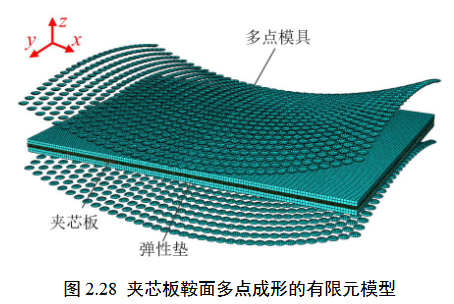 z
y
x
多点模具
夹芯板
弹性垫
图 2.28 夹芯板鞍面多点成形的有限元模型